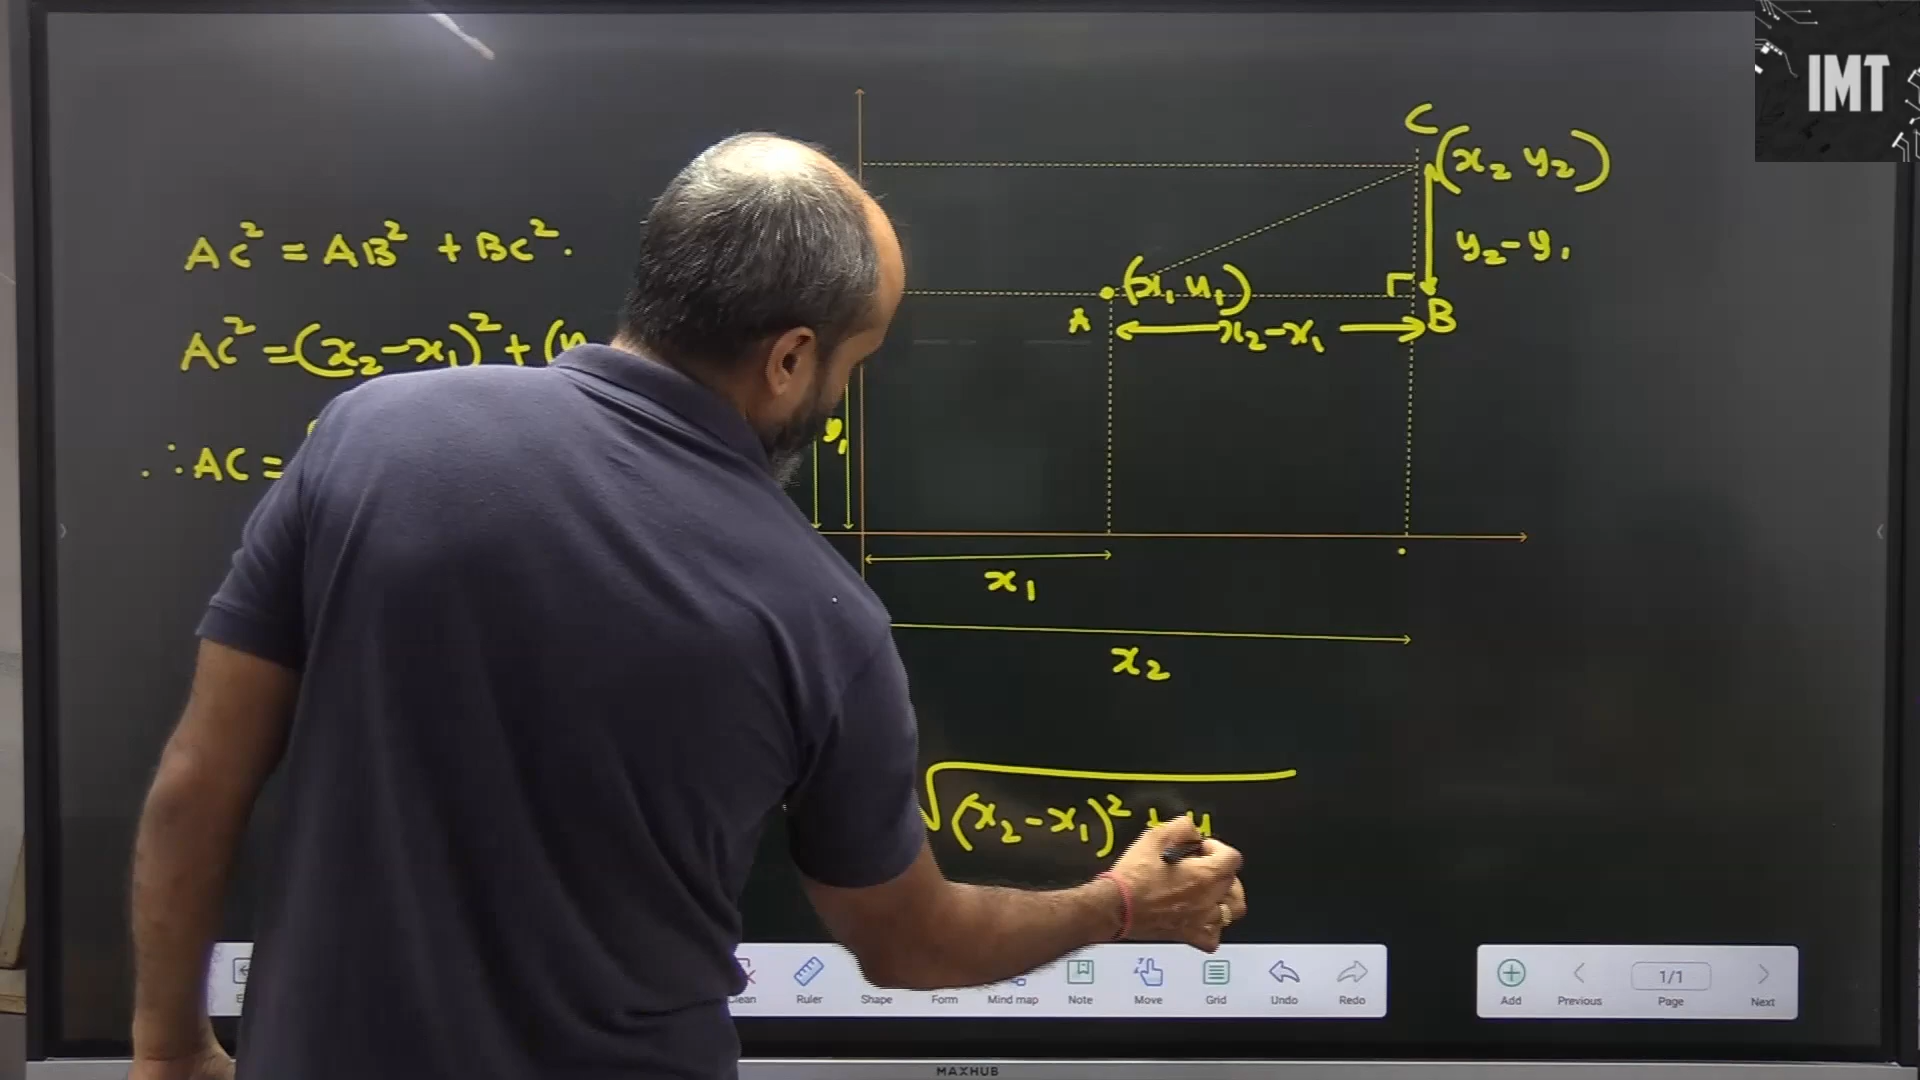 IMT
C
(x₂ y₂)
AC² = AB² + BC².
y₂-y₁
(x₁ y₁)
A
B
x₂-x₁
AC² = (x₂-x₁)² + (y
y₁
∴ AC =
x₁
x₂
√(x₂-x₁)² + y
Clean Ruler Shape Form Mind map Note Move Grid Undo Redo
Add Previous 1/1 Page Next
MAXHUB